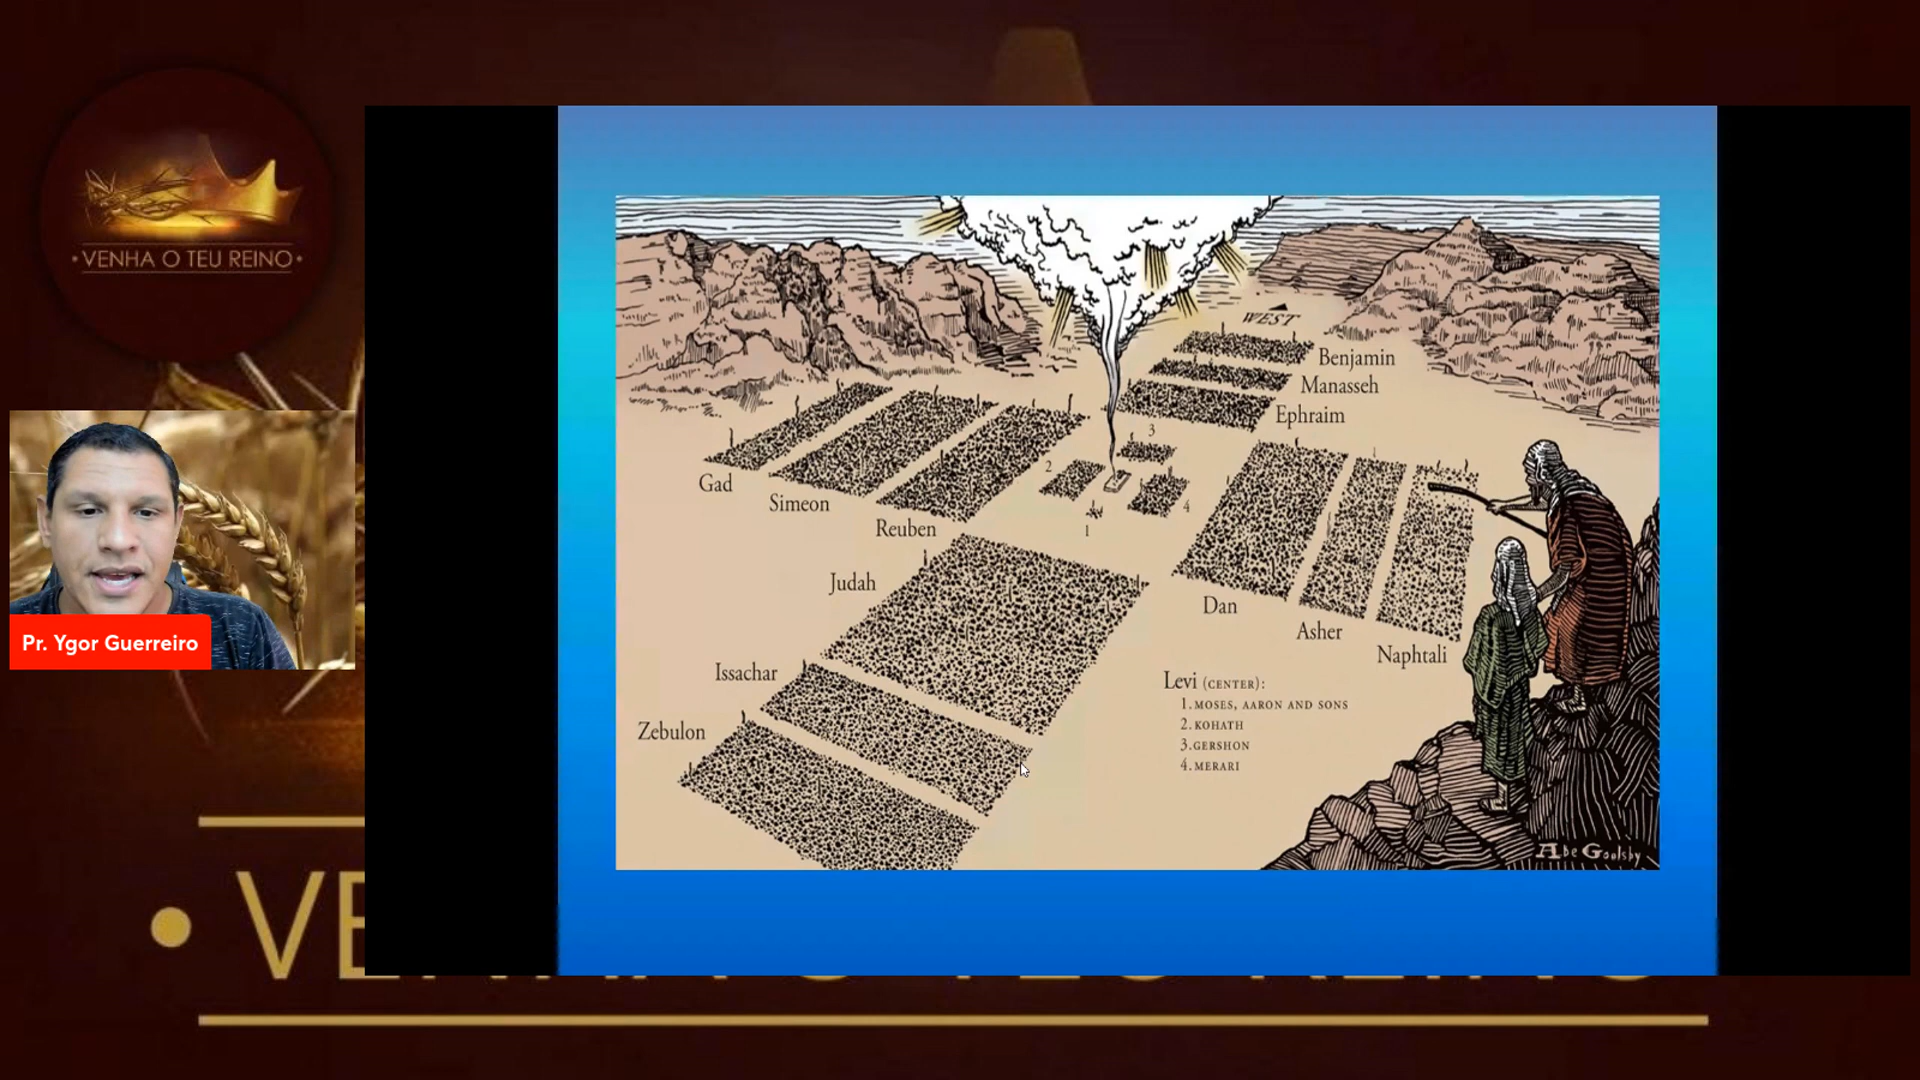 • VENHA O TEU REINO •
Pr. Ygor Guerreiro
WEST
Benjamin
Manasseh
Ephraim
3
2
4
1
Gad
Simeon
Reuben
Judah
Dan
Asher
Naphtali
Issachar
Zebulon
Levi (CENTER):
1. MOSES, AARON AND SONS
2. KOHATH
3. GERSHON
4. MERARI
Abe Goolsby
• VE